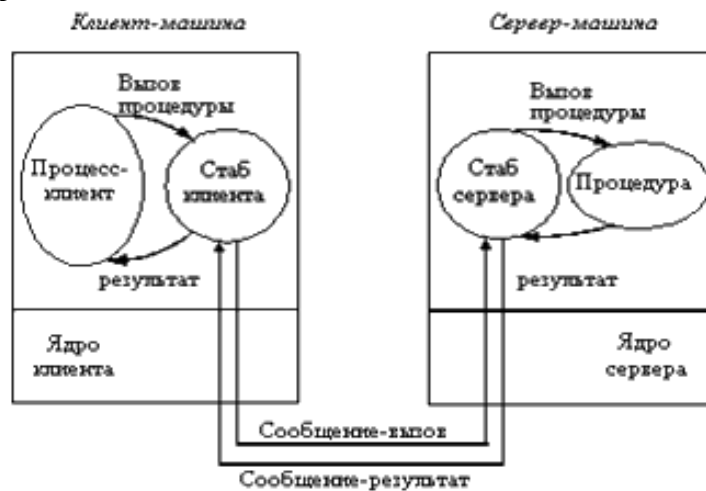 Клиент-машина
Сервер-машина
Вызов
процедуры
Процесс-
клиент
Стаб
клиента
результат
Ядро
клиента
Вызов
процедуры
Стаб
сервера
Процедура
результат
Ядро
сервера
Сообщение-вызов
Сообщение-результат